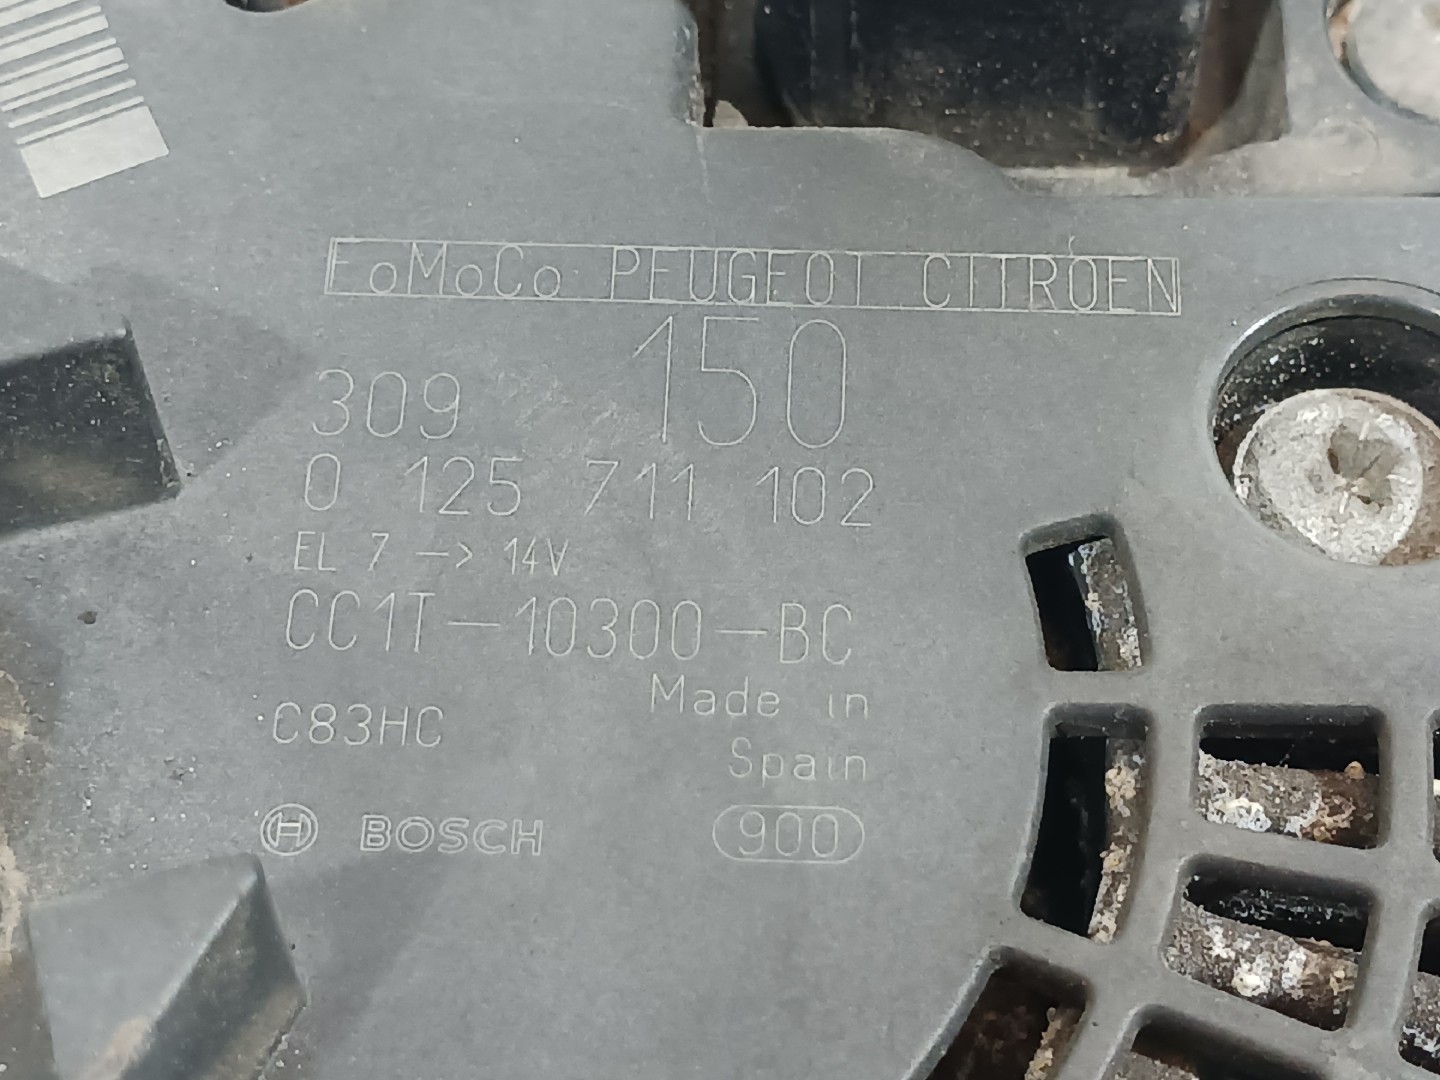 FoMoCo PEUGEOT CITROEN
309 150
0 125 711 102
EL 7 -> 14V
CC1T-10300-BC
Made in
Spain
C83HC
BOSCH
900